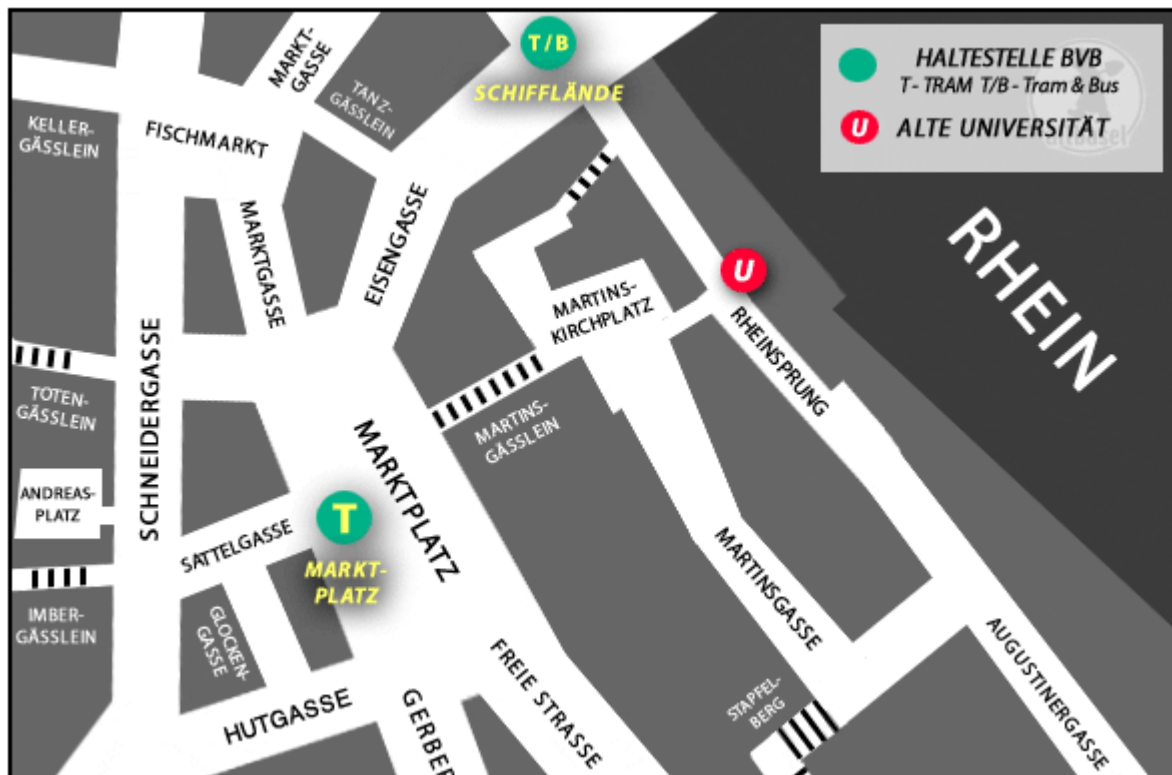 T / B
SCHIFFLÄNDE
HALTESTELLE BVB
T - TRAM T/B - Tram & Bus
U
ALTE UNIVERSITÄT
MARKT-
GASSE
TANZ-
GÄSSLEIN
KELLER-
GÄSSLEIN
FISCHMARKT
MARKTGASSE
EISENGASSE
RHEIN
U
MARTINS-
KIRCHPLATZ
RHEINSPRUNG
SCHNEIDERGASSE
TOTEN-
GÄSSLEIN
MARTINS-
GÄSSLEIN
MARKTPLATZ
ANDREAS-
PLATZ
T
MARKT-
PLATZ
SATTELGASSE
IMBER-
GÄSSLEIN
GLOCKEN-
GASSE
MARTINSGASSE
AUGUSTINERGASSE
STAPFEL-
BERG
HUTGASSE
GERBER
FREIE STRASSE